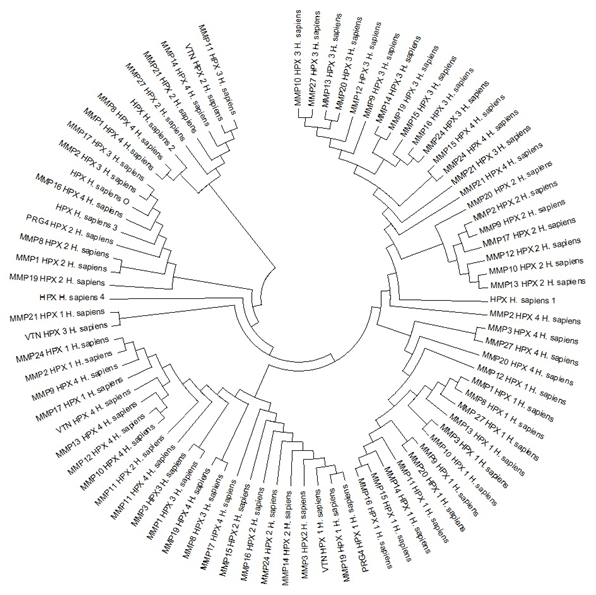 MMP10 HPX 3 H. sapiens
MMP27 HPX 3 H. sapiens
MMP13 HPX 3 H. sapiens
MMP20 HPX 3 H. sapiens
MMP12 HPX 3 H. sapiens
MMP9 HPX 3 H. sapiens
MMP14 HPX 3 H. sapiens
MMP19 HPX 3 H. sapiens
MMP15 HPX 3 H. sapiens
MMP16 HPX 3 H. sapiens
MMP24 HPX 3 H. sapiens
MMP15 HPX 4 H. sapiens
MMP24 HPX 4 H. sapiens
MMP21 HPX 3 H. sapiens
MMP21 HPX 4 H. sapiens
MMP20 HPX 2 H. sapiens
MMP2 HPX 2 H. sapiens
MMP9 HPX 2 H. sapiens
MMP17 HPX 2 H. sapiens
MMP12 HPX 2 H. sapiens
MMP10 HPX 2 H. sapiens
MMP13 HPX 2 H. sapiens
HPX H. sapiens 1
MMP2 HPX 4 H. sapiens
MMP3 HPX 4 H. sapiens
MMP27 HPX 4 H. sapiens
MMP20 HPX 4 H. sapiens
MMP12 HPX 1 H. sapiens
MMP1 HPX 1 H. sapiens
MMP8 HPX 1 H. sapiens
MMP27 HPX 1 H. sapiens
MMP13 HPX 1 H. sapiens
MMP3 HPX 1 H. sapiens
MMP10 HPX 1 H. sapiens
MMP9 HPX 1 H. sapiens
MMP20 HPX 1 H. sapiens
MMP11 HPX 1 H. sapiens
MMP14 HPX 1 H. sapiens
MMP15 HPX 1 H. sapiens
MMP16 HPX 1 H. sapiens
PRG4 HPX 1 H. sapiens
MMP19 HPX 1 H. sapiens
VTN HPX 1 H. sapiens
MMP3 HPX 2 H. sapiens
MMP14 HPX 2 H. sapiens
MMP24 HPX 2 H. sapiens
MMP16 HPX 2 H. sapiens
MMP15 HPX 2 H. sapiens
MMP17 HPX 4 H. sapiens
MMP8 HPX 3 H. sapiens
MMP19 HPX 4 H. sapiens
MMP1 HPX 3 H. sapiens
MMP3 HPX 3 H. sapiens
MMP11 HPX 4 H. sapiens
MMP11 HPX 2 H. sapiens
MMP10 HPX 4 H. sapiens
MMP12 HPX 4 H. sapiens
MMP13 HPX 4 H. sapiens
VTN HPX 4 H. sapiens
MMP17 HPX 1 H. sapiens
MMP9 HPX 4 H. sapiens
MMP2 HPX 1 H. sapiens
MMP24 HPX 1 H. sapiens
VTN HPX 3 H. sapiens
MMP21 HPX 1 H. sapiens
HPX H. sapiens 4
MMP19 HPX 2 H. sapiens
MMP1 HPX 2 H. sapiens
MMP8 HPX 2 H. sapiens
PRG4 HPX 2 H. sapiens
HPX H. sapiens 3
MMP16 HPX 4 H. sapiens
HPX H. sapiens O
MMP2 HPX 3 H. sapiens
MMP17 HPX 3 H. sapiens
MMP1 HPX 4 H. sapiens
MMP8 HPX 4 H. sapiens
HPX H. sapiens 2
MMP27 HPX 2 H. sapiens
MMP21 HPX 2 H. sapiens
MMP14 HPX 4 H. sapiens
VTN HPX 2 H. sapiens
MMP11 HPX 3 H. sapiens